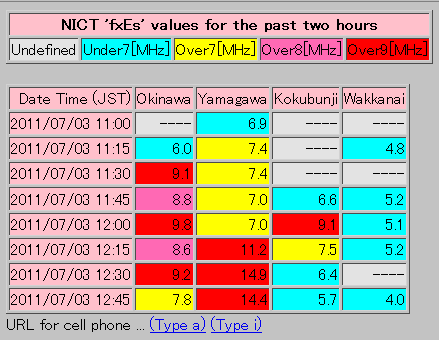 NICT 'fxEs' values for the past two hours
Undefined Under7[MHz] Over7[MHz] Over8[MHz] Over9[MHz]
Date Time (JST) Okinawa Yamagawa Kokubunji Wakkanai
2011/07/03 11:00 ---- 6.9 ---- ----
2011/07/03 11:15 6.0 7.4 ---- 4.8
2011/07/03 11:30 9.1 7.4 ---- ----
2011/07/03 11:45 8.8 7.0 6.6 5.2
2011/07/03 12:00 9.8 7.0 9.1 5.1
2011/07/03 12:15 8.6 11.2 7.5 5.2
2011/07/03 12:30 9.2 14.9 6.4 ----
2011/07/03 12:45 7.8 14.4 5.7 4.0
URL for cell phone ... (Type a) (Type i)